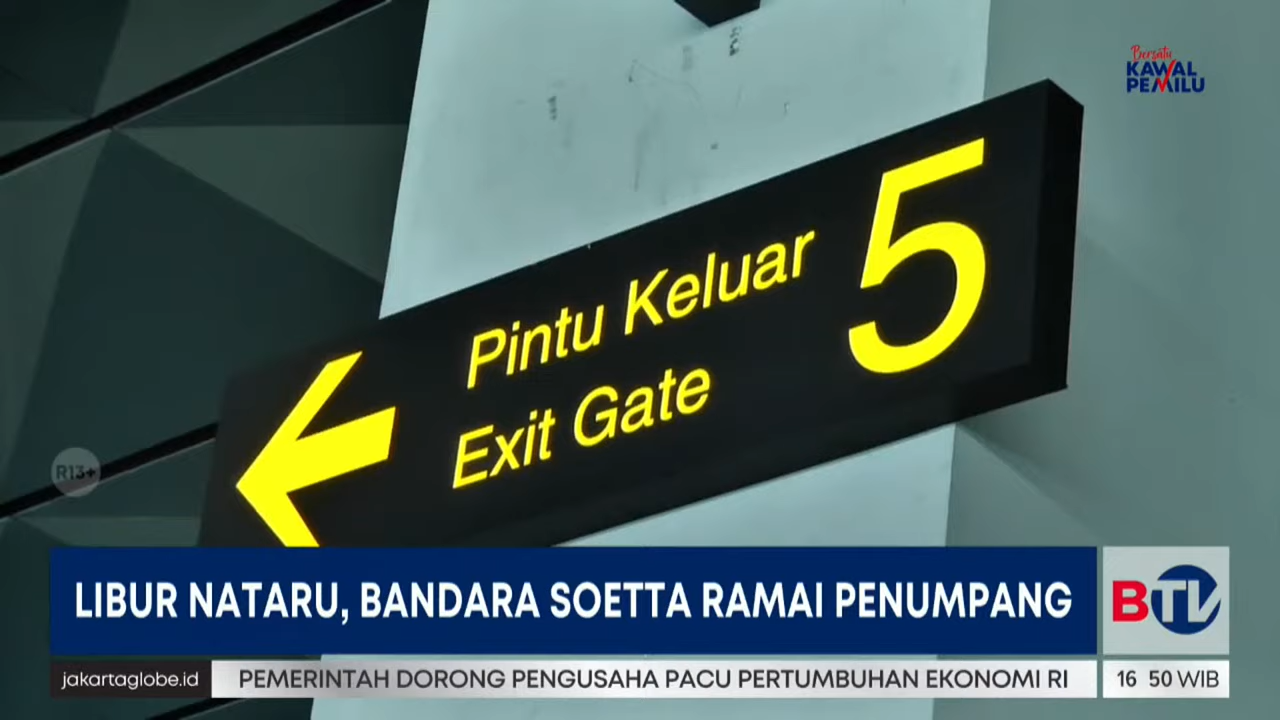 Bersatu
KAWAL
PEMILU
5
Pintu Keluar
Exit Gate
R13+
LIBUR NATARU, BANDARA SOETTA RAMAI PENUMPANG
BTV
jakartaglobe.id
PEMERINTAH DORONG PENGUSAHA PACU PERTUMBUHAN EKONOMI RI
16 50 WIB